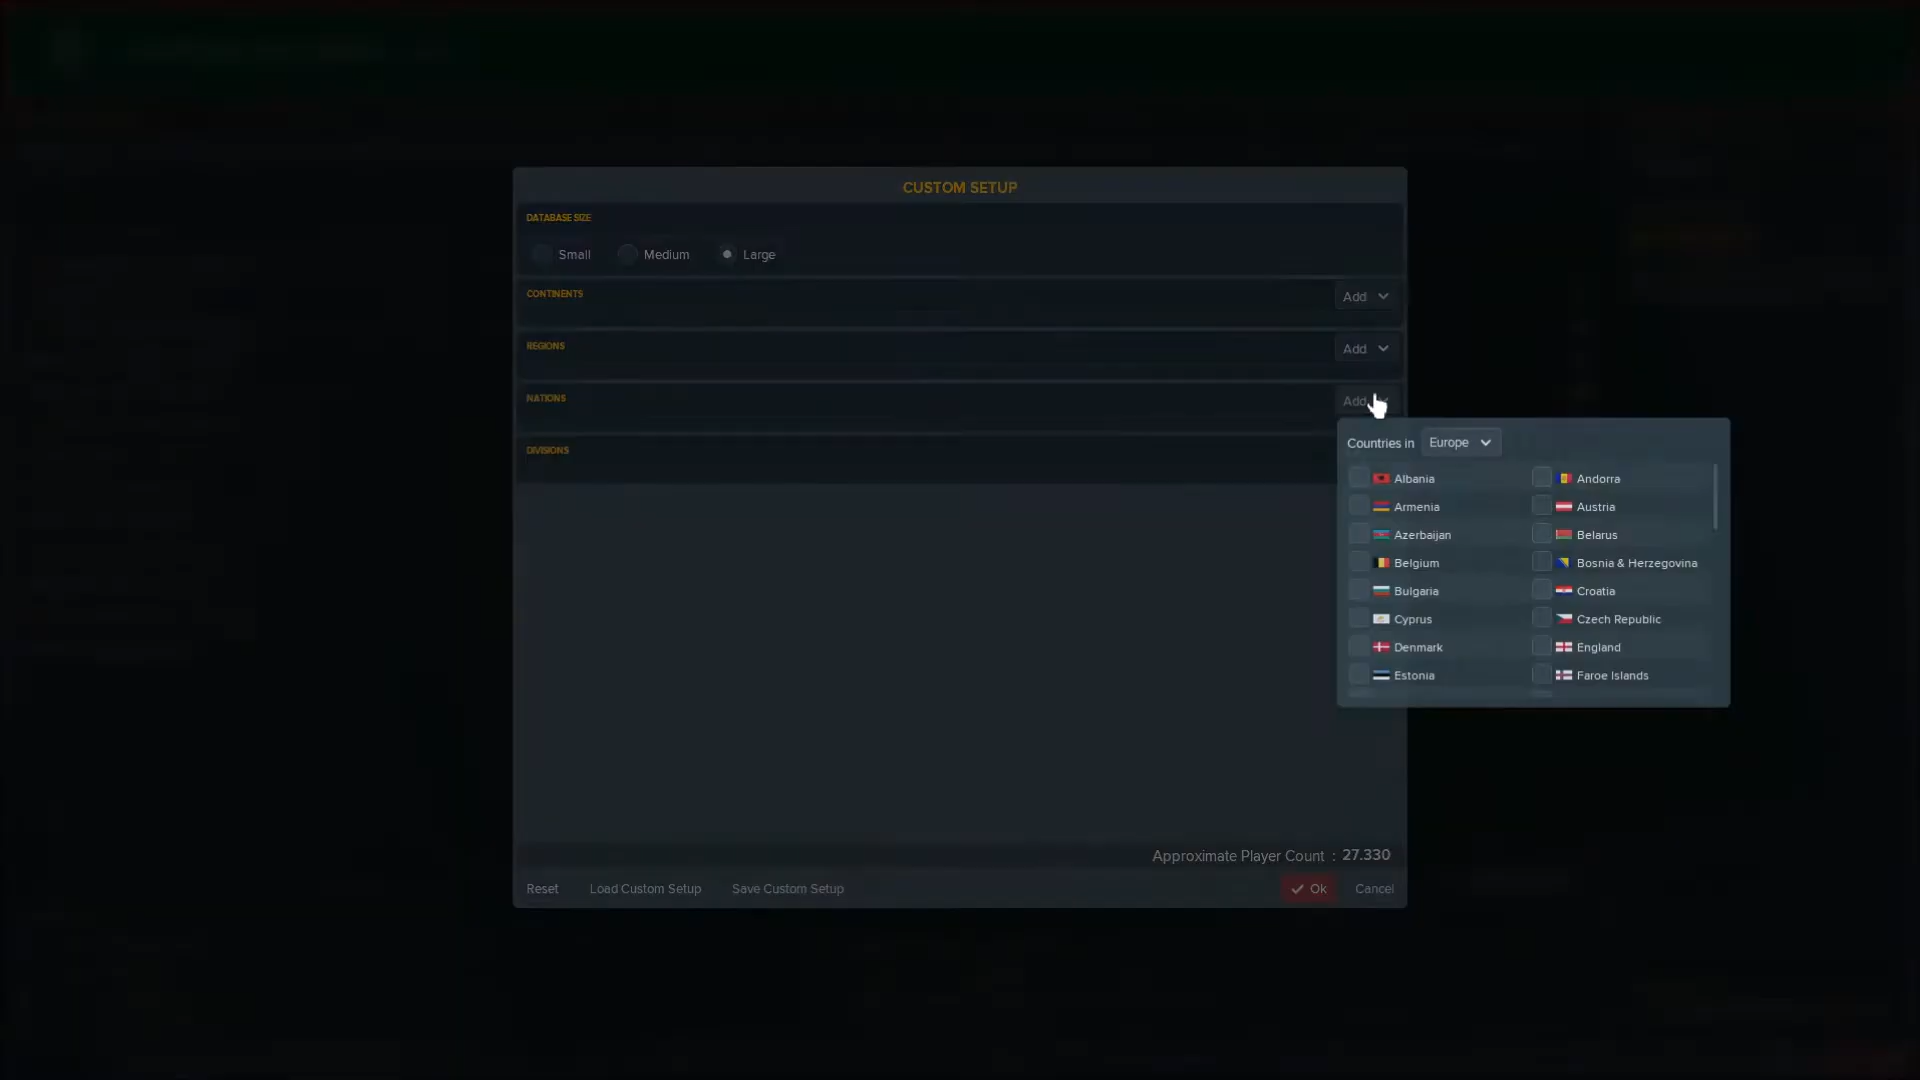 CUSTOM SETUP
DATABASE SIZE
Small Medium Large
CONTINENTS Add
REGIONS Add
NATIONS Add
DIVISIONS
Countries in Europe
Albania Andorra
Armenia Austria
Azerbaijan Belarus
Belgium Bosnia & Herzegovina
Bulgaria Croatia
Cyprus Czech Republic
Denmark England
Estonia Faroe Islands
Approximate Player Count : 27.330
Reset Load Custom Setup Save Custom Setup Ok Cancel